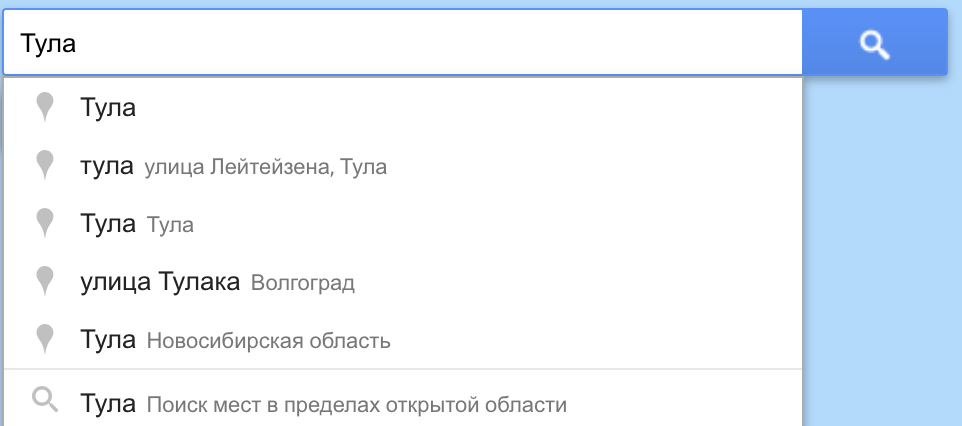 Тула
Тула
тула улица Лейтейзена, Тула
Тула Тула
улица Тулака Волгоград
Тула Новосибирская область
Тула Поиск мест в пределах открытой области